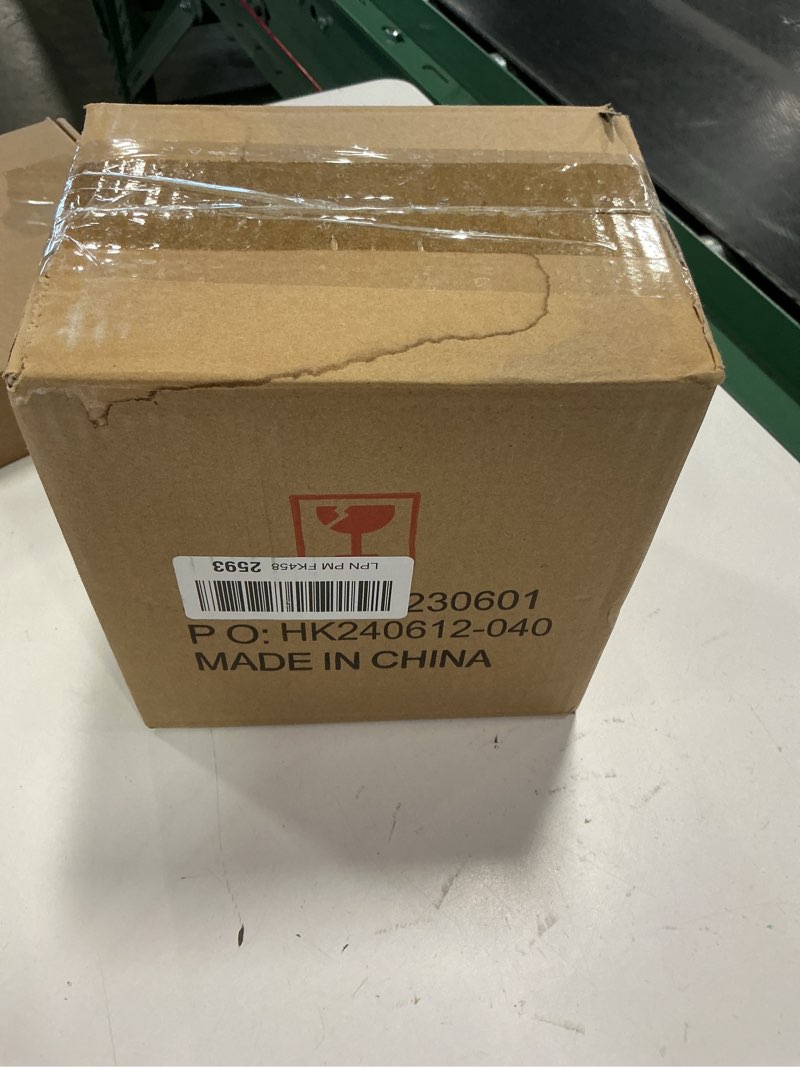 LPN PM FK458 2593
230601
P O: HK240612-040
MADE IN CHINA